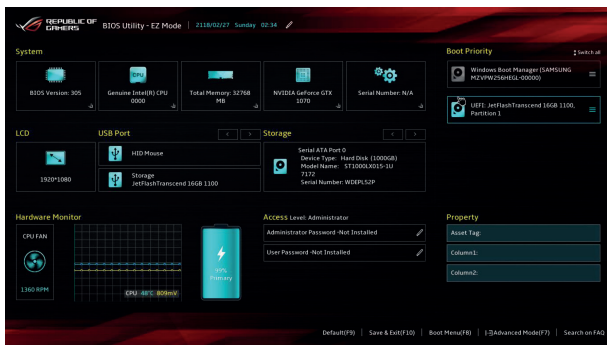 REPUBLIC OF
GAMERS
BIOS Utility - EZ Mode
2118/02/27 Sunday 02:34
System
BIOS Version: 305
CPU
Genuine Intel(R) CPU
0000
Total Memory: 32768
MB
NVIDIA GeForce GTX
1070
Serial Number: N/A
Boot Priority
Switch all
Windows Boot Manager (SAMSUNG
MZVPW256HEGL-00000)
UEFI: JetFlashTranscend 16GB 1100,
Partition 1
LCD
1920*1080
USB Port
HID Mouse
Storage
JetFlashTranscend 16GB 1100
Storage
Serial ATA Port 0
Device Type: Hard Disk (1000GB)
Model Name: ST1000LX015-1U
7172
Serial Number: WDEPLS2P
Hardware Monitor
CPU FAN
1360 RPM
CPU 48°C 809mV
99%
Primary
Access Level: Administrator
Administrator Password -Not Installed
User Password -Not Installed
Property
Asset Tag:
Column1:
Column2:
Default(F9) | Save & Exit(F10) | Boot Menu(F8) | Advanced Mode(F7) | Search on FAQ